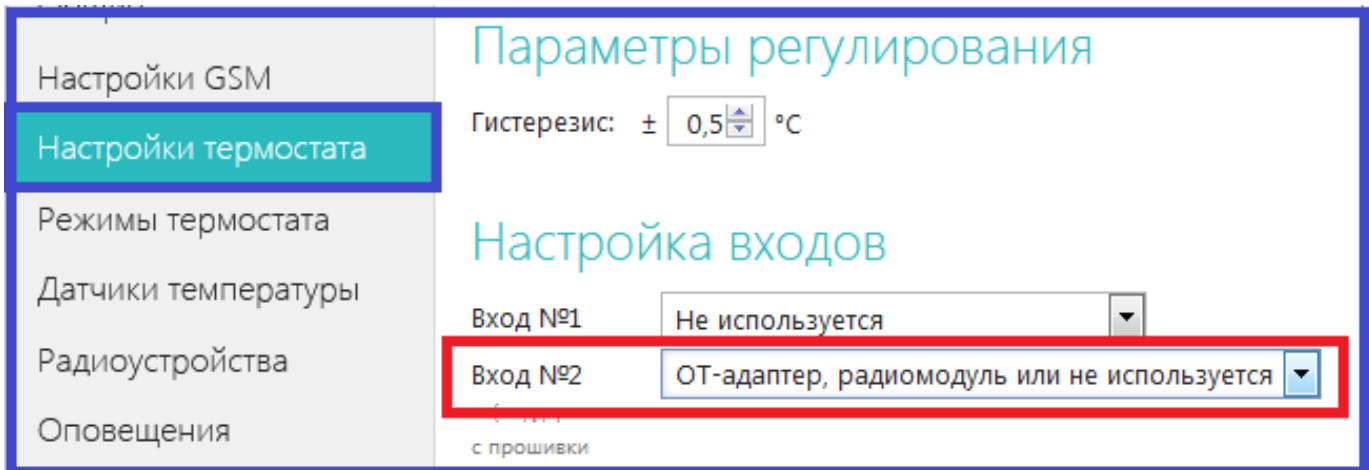 Настройки GSM
Настройки термостата
Режимы термостата
Датчики температуры
Радиоустройства
Оповещения
Параметры регулирования
Гистерезис: ± 0,5 °C
Настройка входов
Вход №1 Не используется
Вход №2 ОТ-адаптер, радиомодуль или не используется
с прошивки